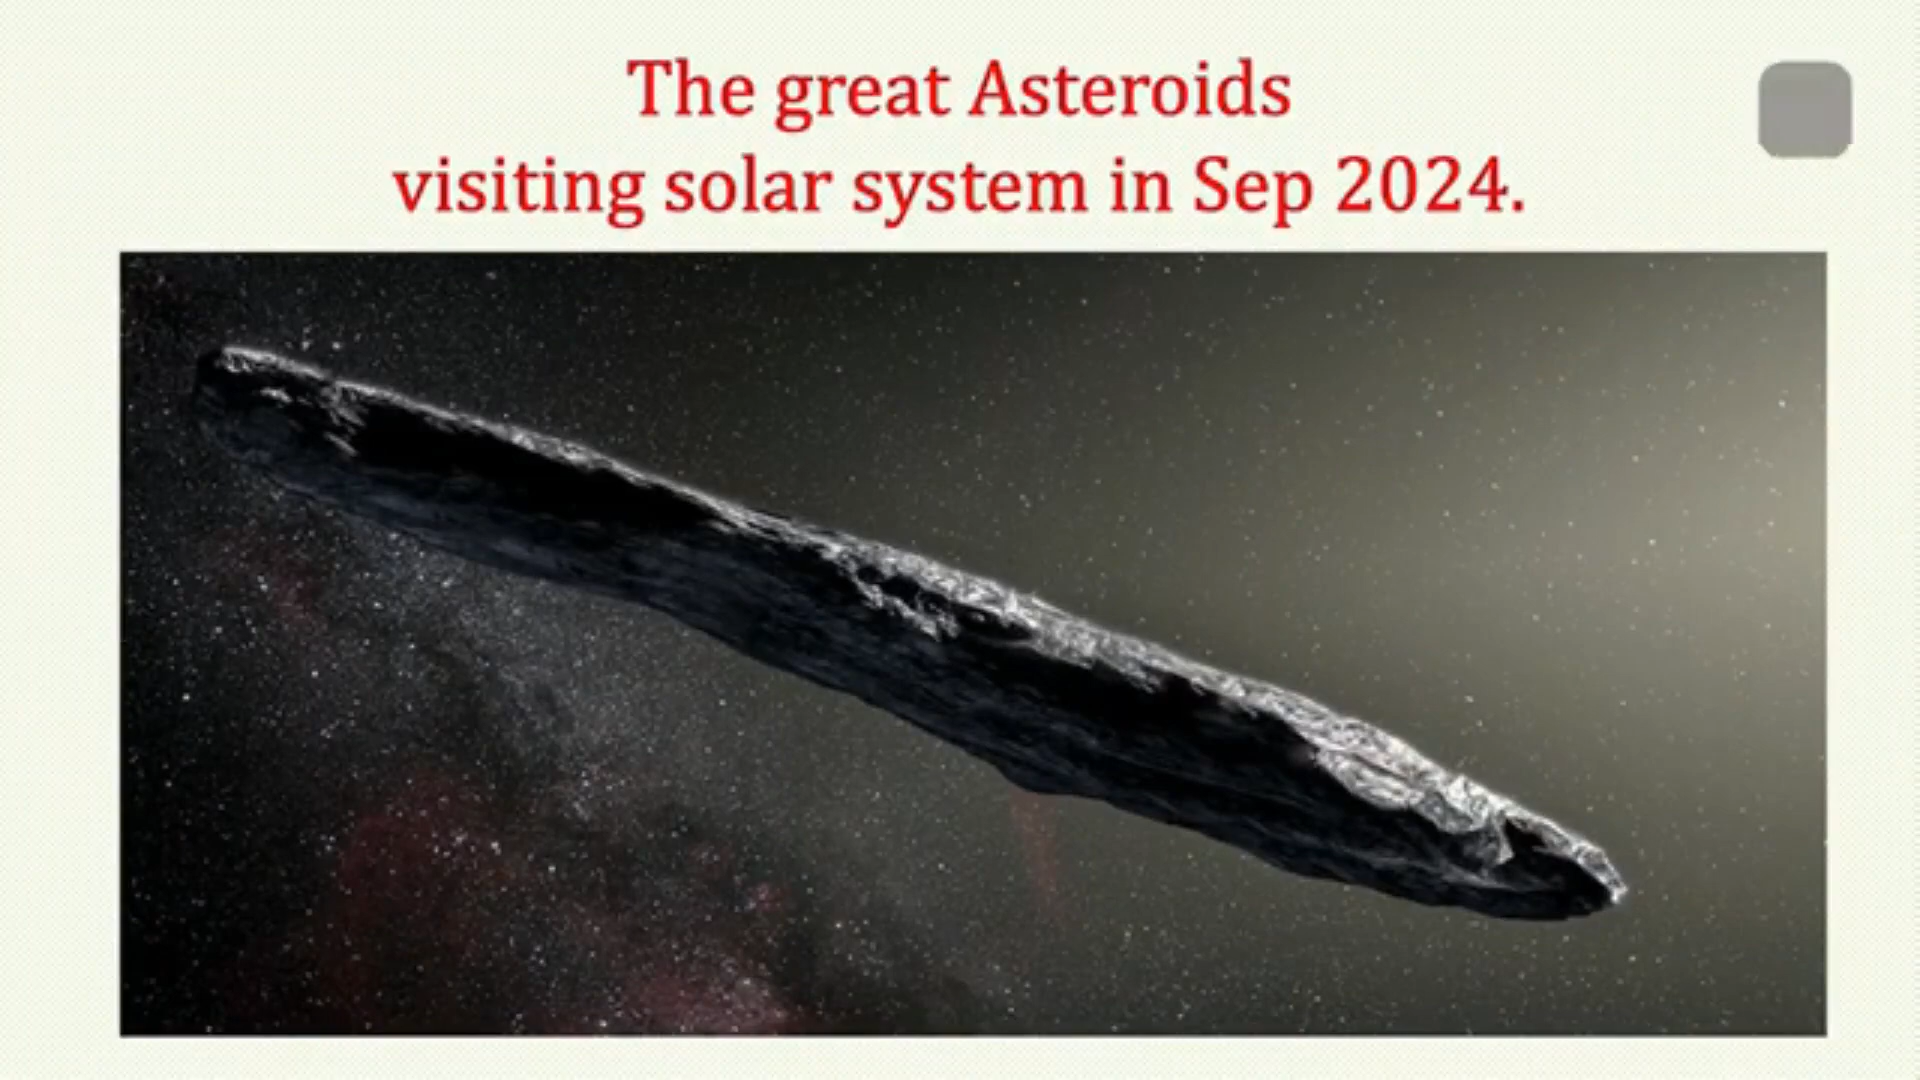 The great Asteroids
visiting solar system in Sep 2024.